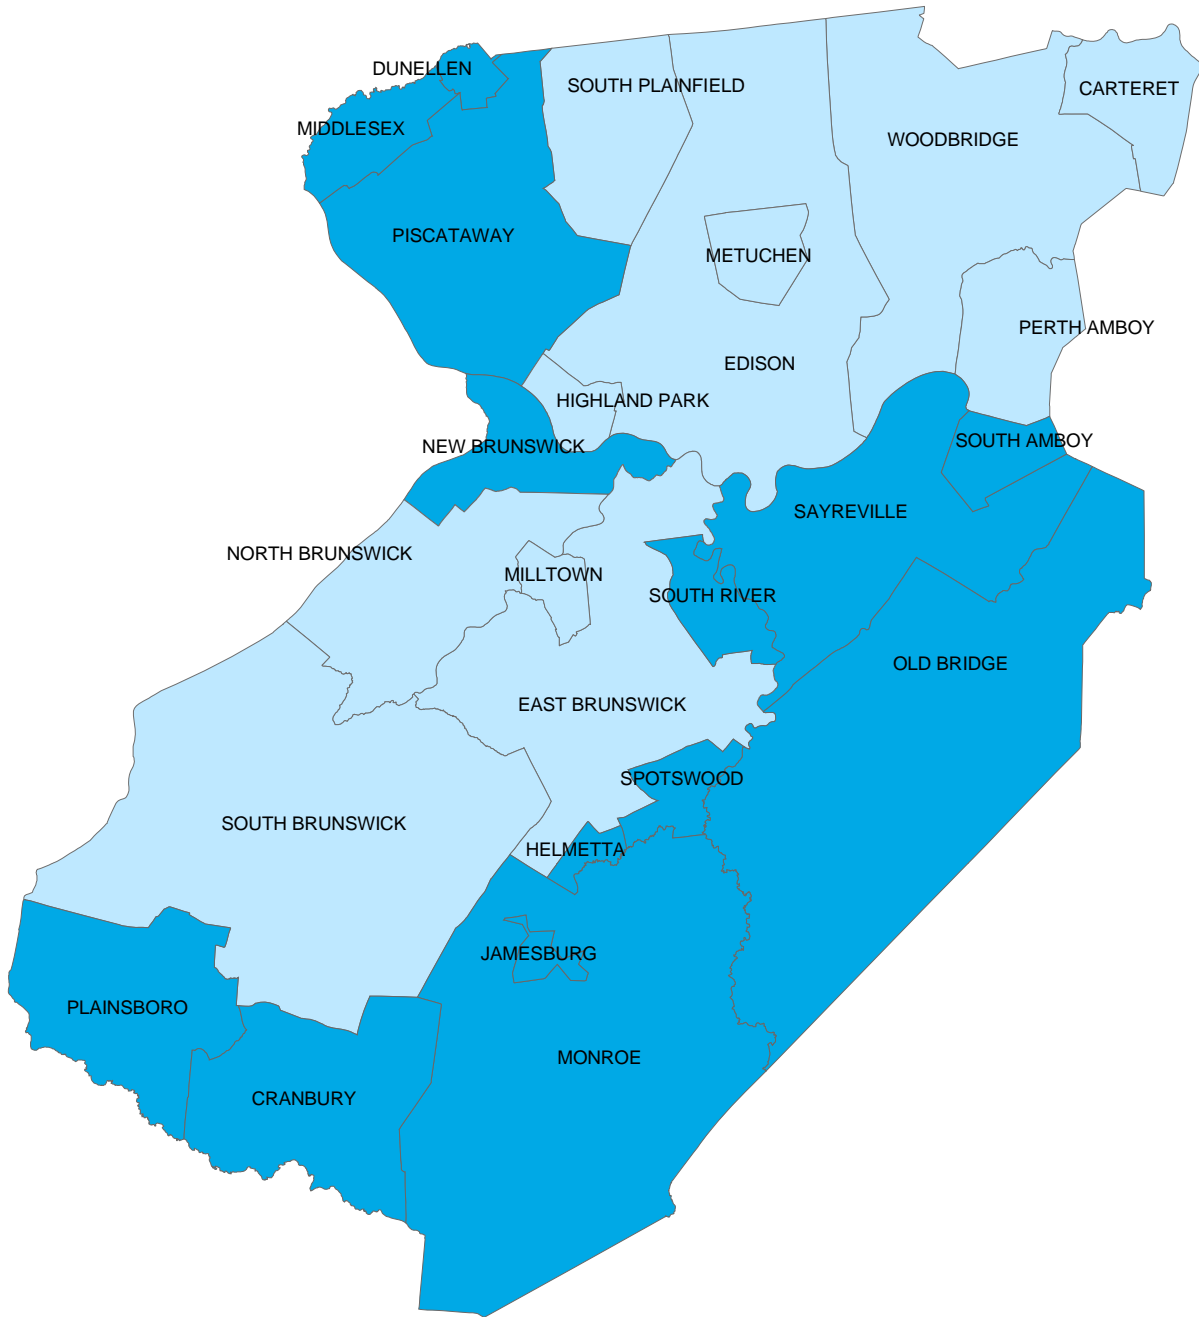 DUNELLEN
SOUTH PLAINFIELD
CARTERET
MIDDLESEX
WOODBRIDGE
PISCATAWAY
METUCHEN
PERTH AMBOY
EDISON
HIGHLAND PARK
NEW BRUNSWICK
SOUTH AMBOY
SAYREVILLE
NORTH BRUNSWICK
MILLTOWN
SOUTH RIVER
OLD BRIDGE
EAST BRUNSWICK
SPOTSWOOD
SOUTH BRUNSWICK
HELMETTA
JAMESBURG
PLAINSBORO
MONROE
CRANBURY